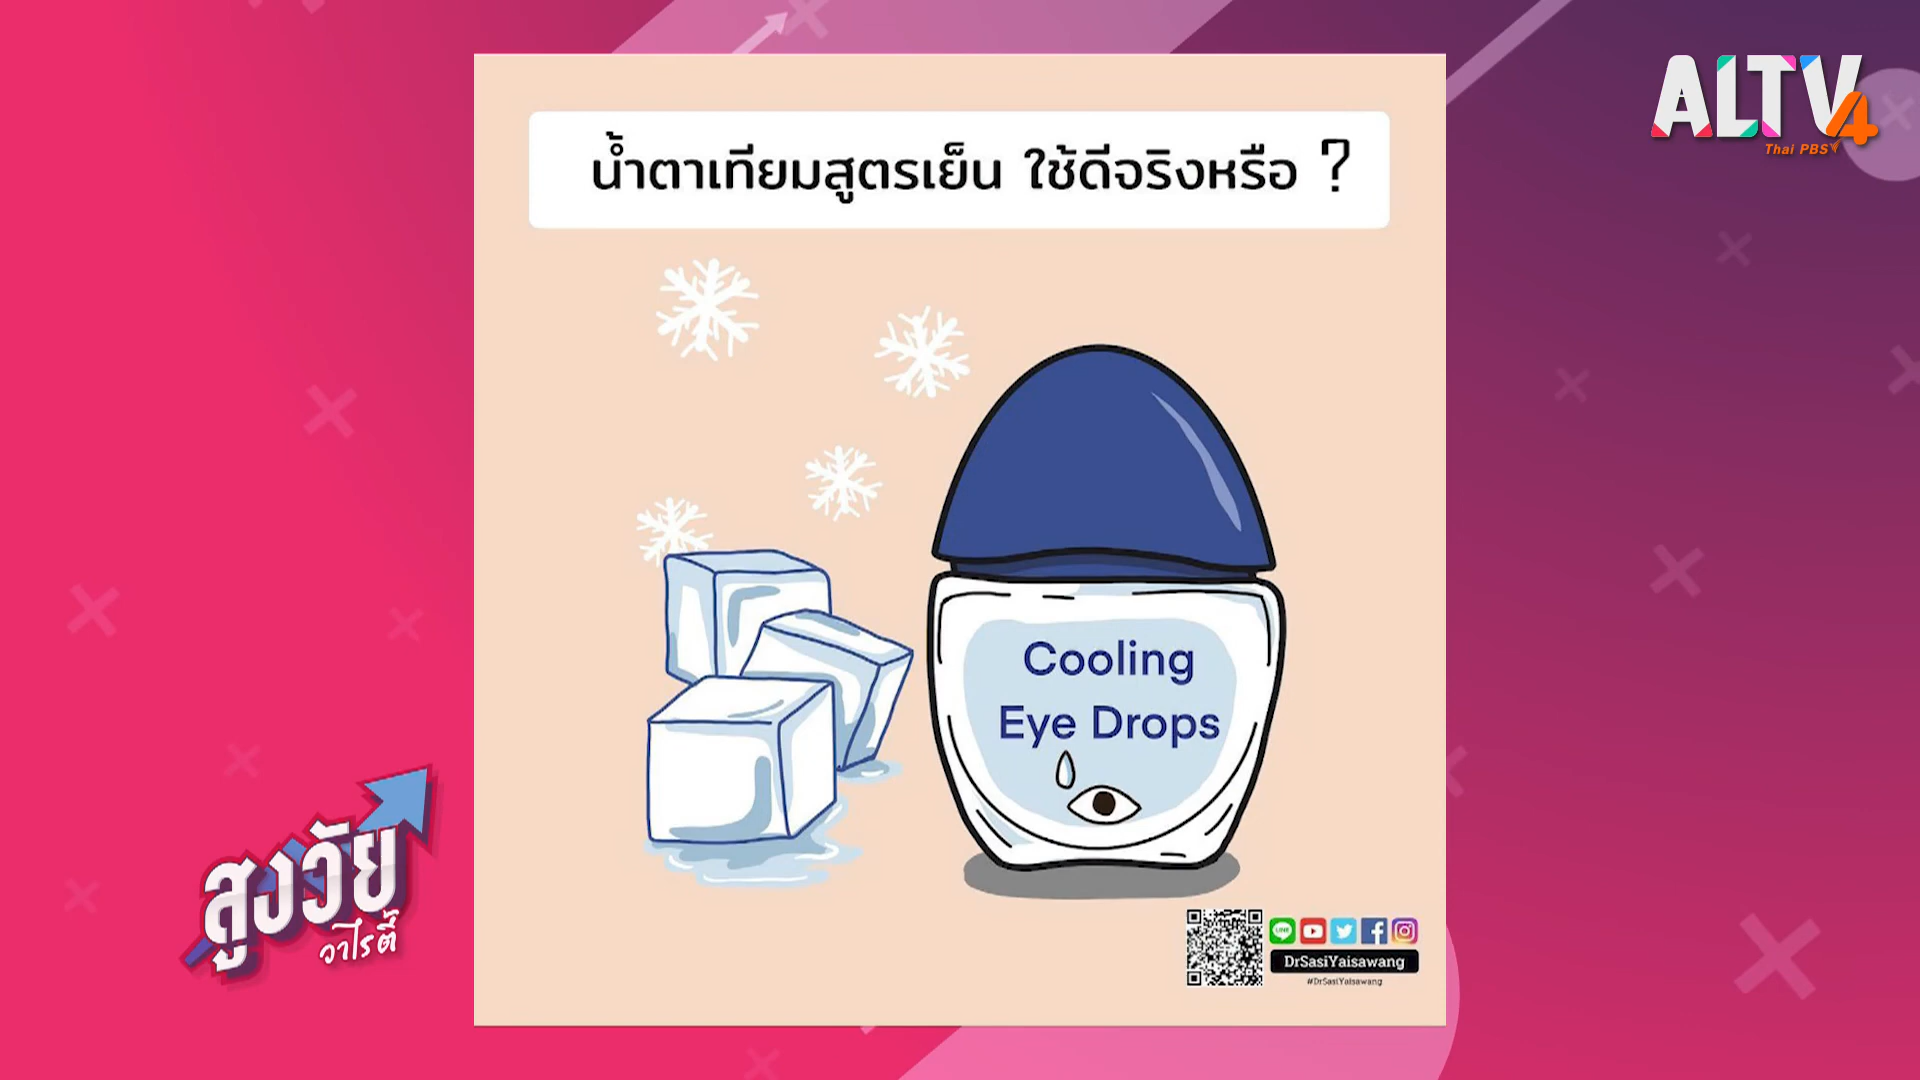 ALTV4
Thai PBS
น้ำตาเทียมสูตรเย็น ใช้ดีจริงหรือ ?
Cooling
Eye Drops
สูงวัย
วาไรตี้
LINE
DrSasiYaisawang
#DrSasiYaisawang